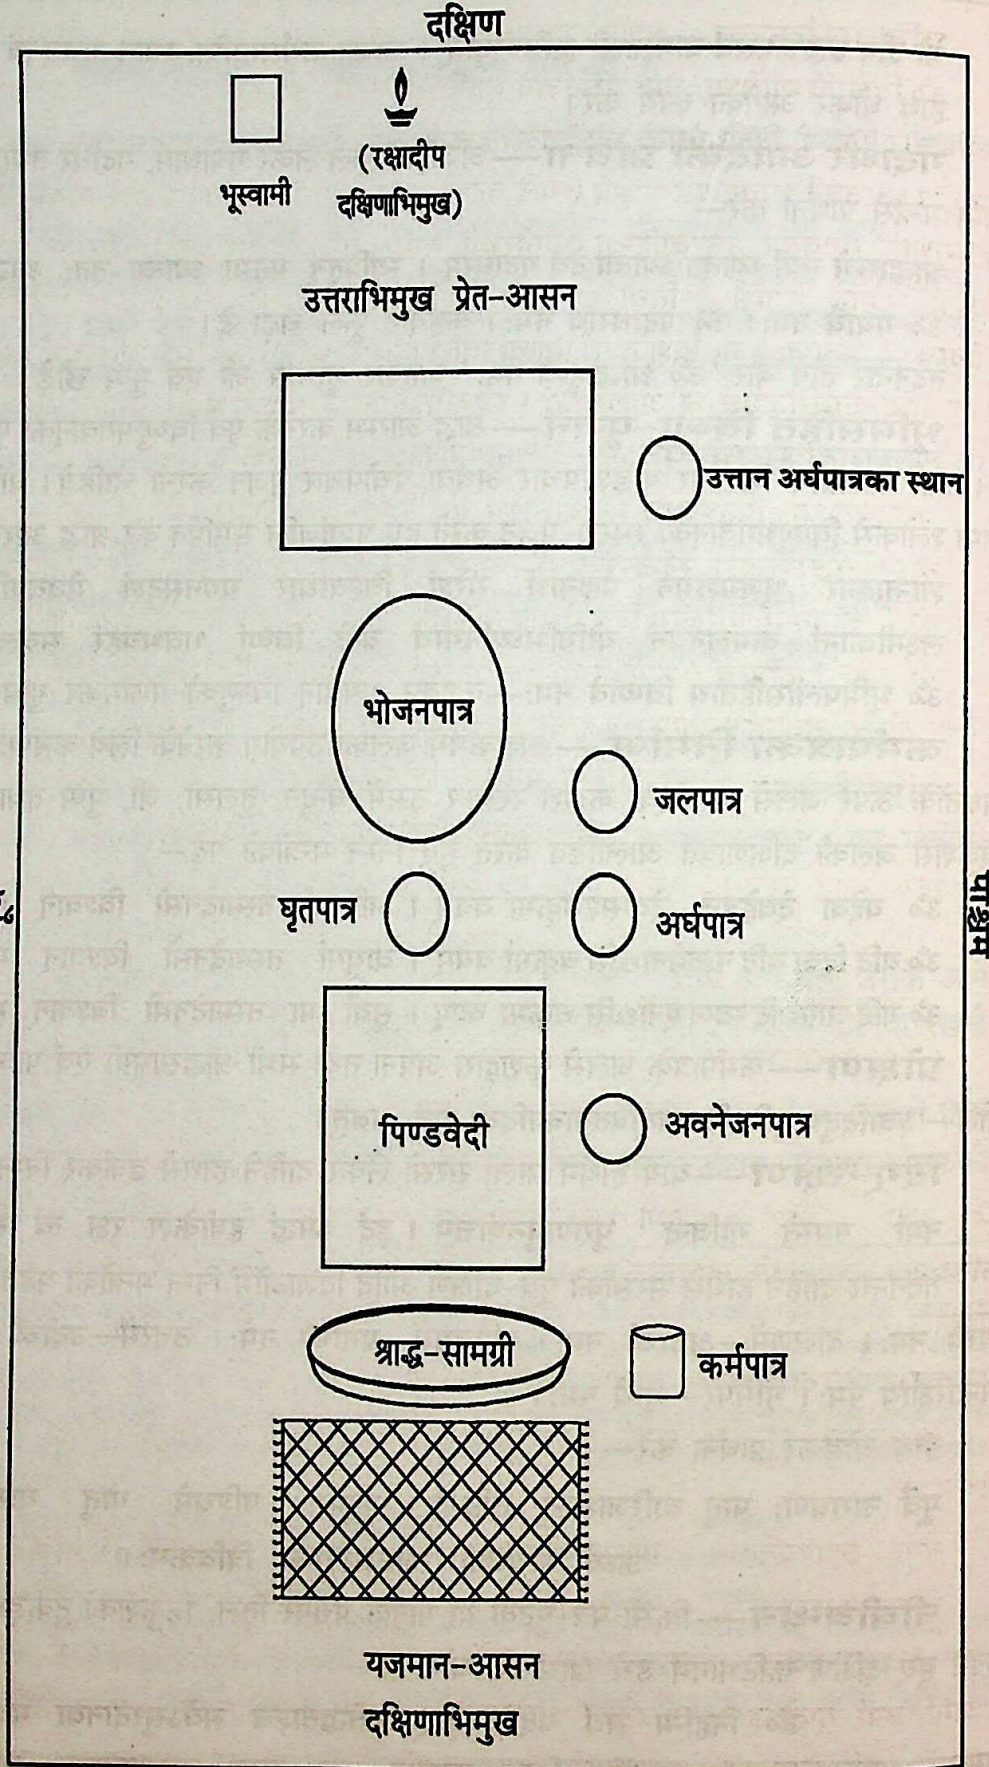 दक्षिण
भूस्वामी
(रक्षादीप
दक्षिणाभिमुख)
उत्तराभिमुख प्रेत-आसन
उत्तान अर्घपात्रका स्थान
भोजनपात्र
जलपात्र
घृतपात्र
अर्घपात्र
पश्चिम
पिण्डवेदी
अवनेजनपात्र
श्राद्ध-सामग्री
कर्मपात्र
यजमान-आसन
दक्षिणाभिमुख